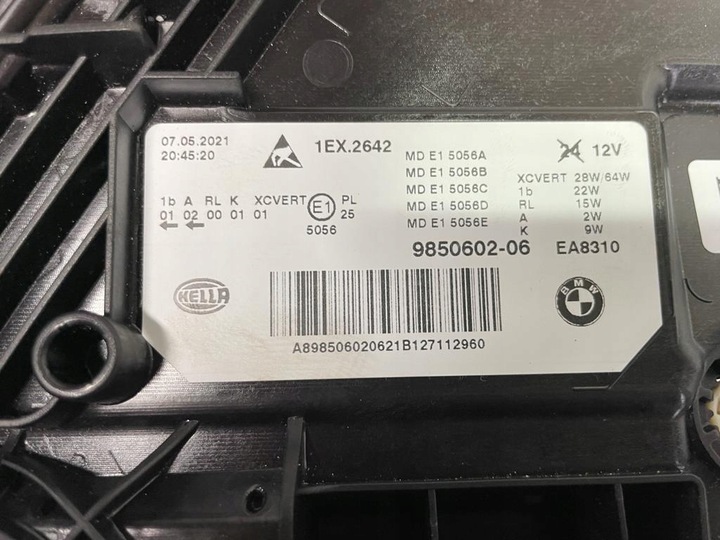 07.05.2021
20:45:20
1EX.2642
1b A RL K XCVERT E1 PL
01 02 00 01 01 25
5056
MD E1 5056A
MD E1 5056B
MD E1 5056C
MD E1 5056D
MD E1 5056E
24 12V
XCVERT 28W/64W
1b 22W
RL 15W
A 2W
K 9W
9850602-06 EA8310
HELLA
BMW
A898506020621B127112960